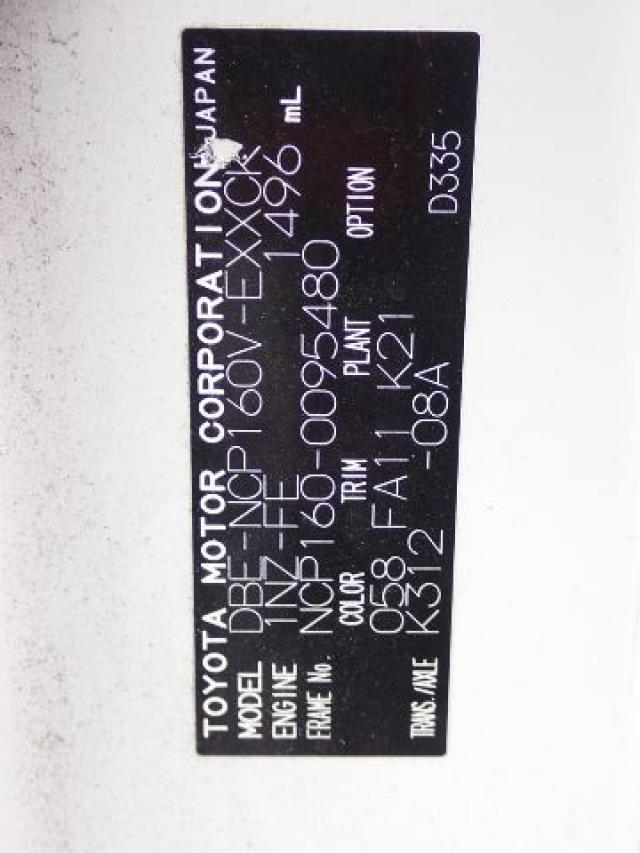 TOYOTA MOTOR CORPORATION JAPAN
MODEL DBE-NCP160V-EXXCK
ENGINE 1NZ-FE 1496 mL
FRAME No. NCP160-0095480
COLOR TRIM PLANT OPTION
058 FA11 K21
TRANS./AXLE K312 -08A D335